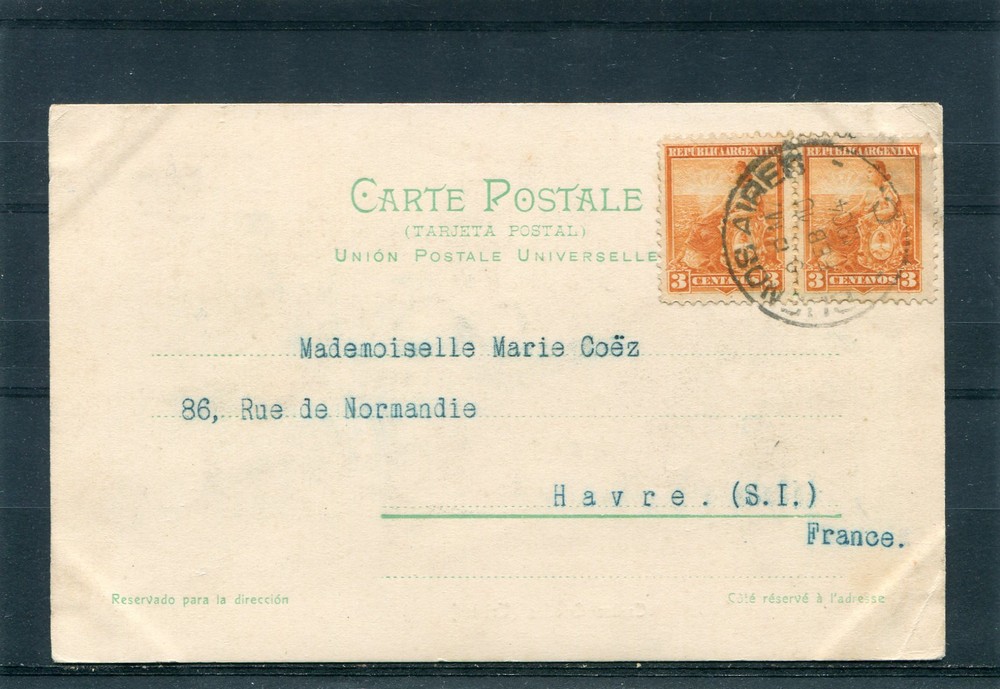 REPUBLICA ARGENTINA REPUBLICA ARGENTINA
3 CENTAVOS 3 3 CENTAVOS 3
CARTE POSTALE
(TARJETA POSTAL)
UNIÓN POSTALE UNIVERSELLE
Mademoiselle Marie Coëz
86, Rue de Normandie
Havre. (S.I.)
France.
Reservado para la dirección
Côté réservé à l'adresse